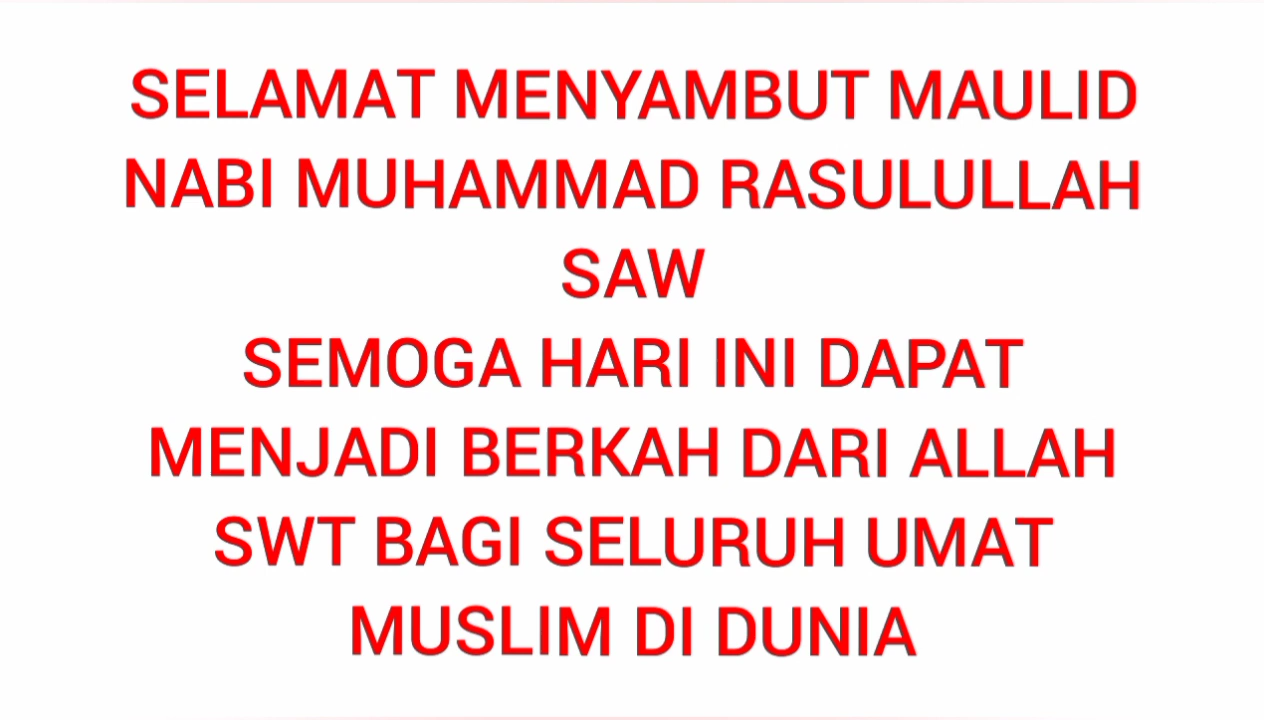 SELAMAT MENYAMBUT MAULID
NABI MUHAMMAD RASULULLAH
SAW
SEMOGA HARI INI DAPAT
MENJADI BERKAH DARI ALLAH
SWT BAGI SELURUH UMAT
MUSLIM DI DUNIA